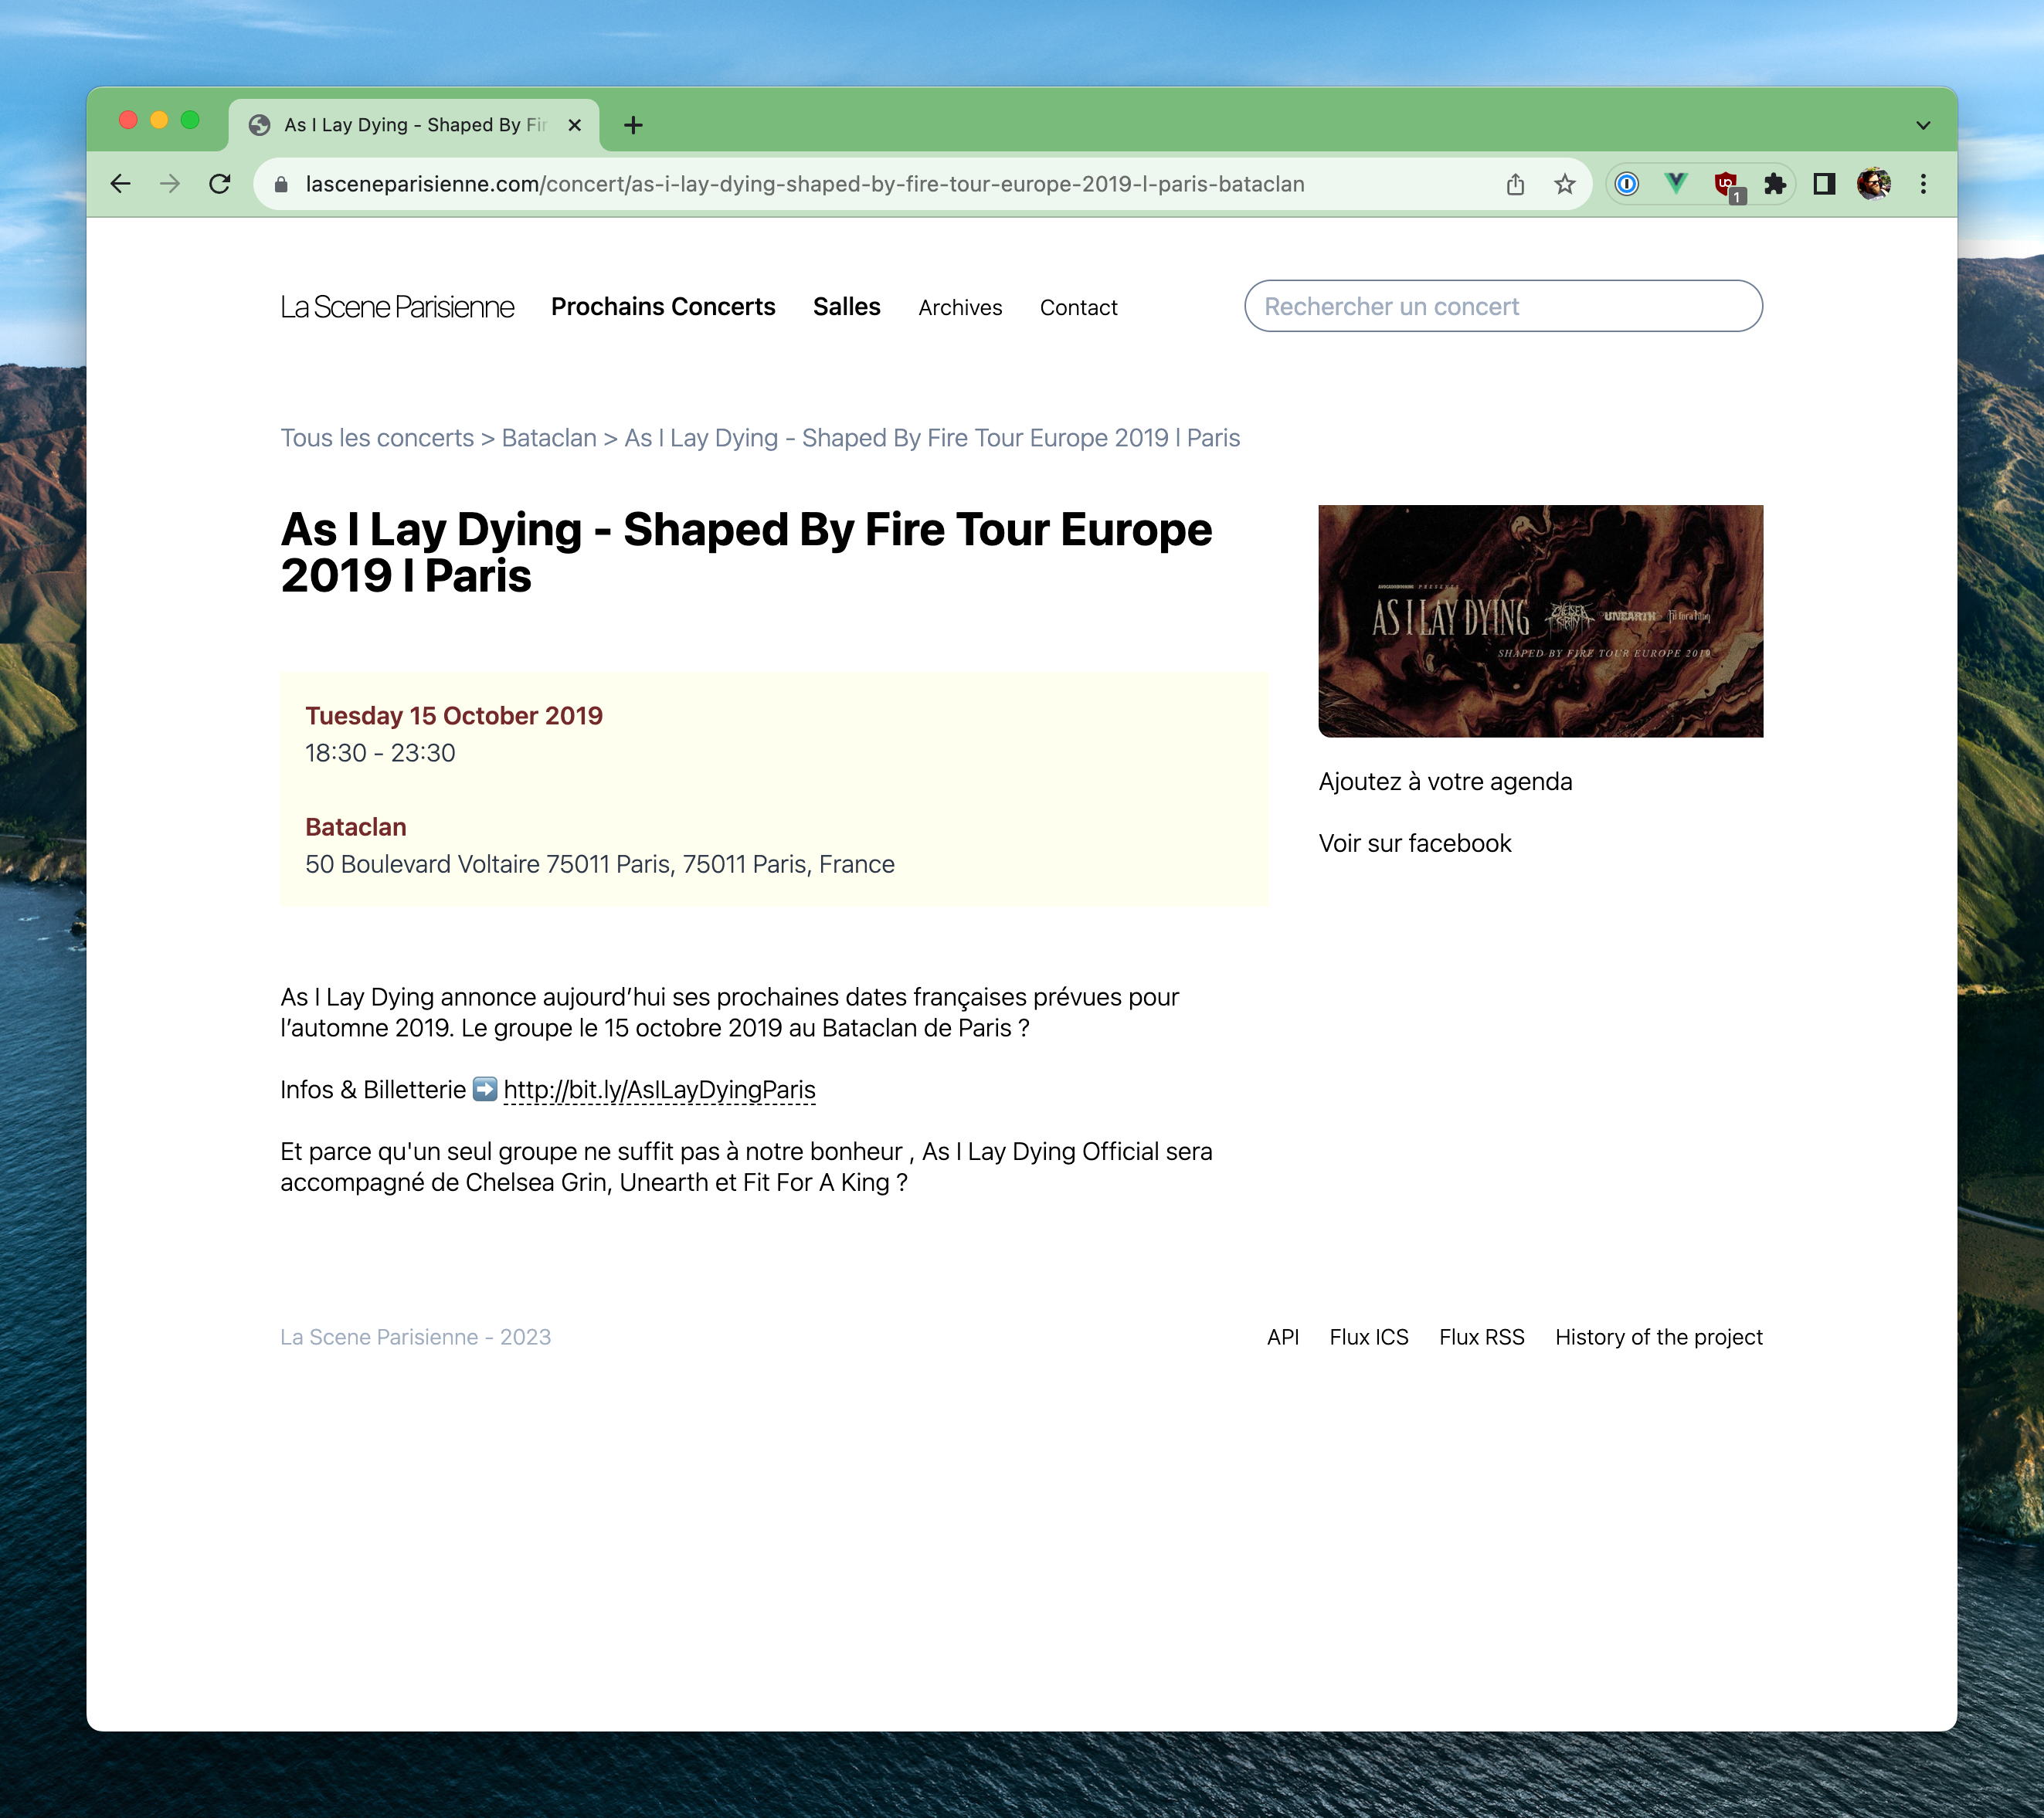 As I Lay Dying - Shaped By Fir
lasceneparisienne.com/concert/as-i-lay-dying-shaped-by-fire-tour-europe-2019-l-paris-bataclan
1
La Scene Parisienne Prochains Concerts Salles Archives Contact Rechercher un concert
Tous les concerts > Bataclan > As I Lay Dying - Shaped By Fire Tour Europe 2019 l Paris
As I Lay Dying - Shaped By Fire Tour Europe
2019 l Paris
PRESENTS
AS I LAY DYING CHELSEA GRIN UNEARTH Fit For a King
SHAPED BY FIRE TOUR EUROPE 2019
Tuesday 15 October 2019
18:30 - 23:30
Bataclan
50 Boulevard Voltaire 75011 Paris, 75011 Paris, France
Ajoutez à votre agenda
Voir sur facebook
As I Lay Dying annonce aujourd’hui ses prochaines dates françaises prévues pour
l’automne 2019. Le groupe le 15 octobre 2019 au Bataclan de Paris ?
Infos & Billetterie ➡️ http://bit.ly/AsILayDyingParis
Et parce qu'un seul groupe ne suffit pas à notre bonheur , As I Lay Dying Official sera
accompagné de Chelsea Grin, Unearth et Fit For A King ?
La Scene Parisienne - 2023
API Flux ICS Flux RSS History of the project